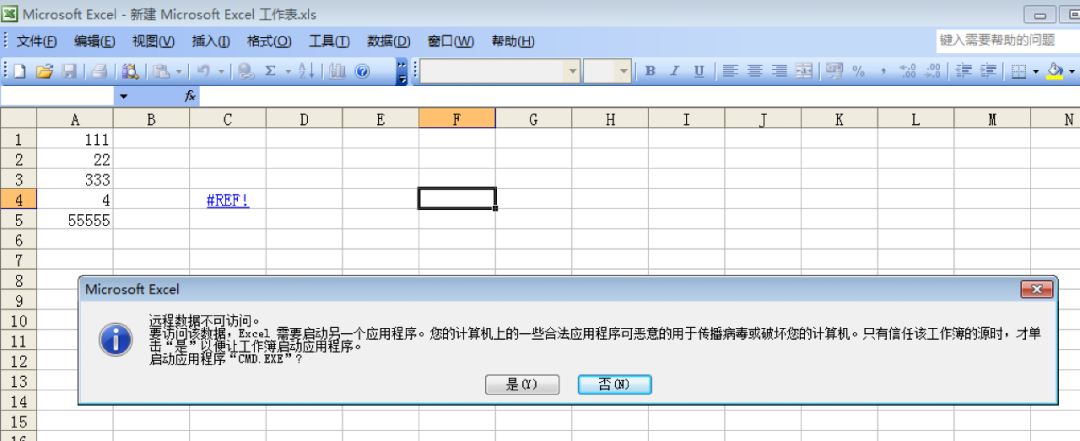 Microsoft Excel - 新建 Microsoft Excel 工作表.xls
文件(F) 编辑(E) 视图(V) 插入(I) 格式(O) 工具(T) 数据(D) 窗口(W) 帮助(H) 键入需要帮助的问题
Σ A Z B I U % ,
fx
A B C D E F G H I J K L M N
1 111
2 22
3 333
4 4 #REF!
5 55555
6
7
8
Microsoft Excel
9
10 远程数据不可访问。
要访问该数据，Excel 需要启动另一个应用程序。您的计算机上的一些合法应用程序可恶意的用于传播病毒或破坏您的计算机。只有信任该工作簿的源时，才单
11 击“是”以便让工作簿启动应用程序。
12 启动应用程序“CMD.EXE”？
13 是(Y) 否(N)
14
15
16